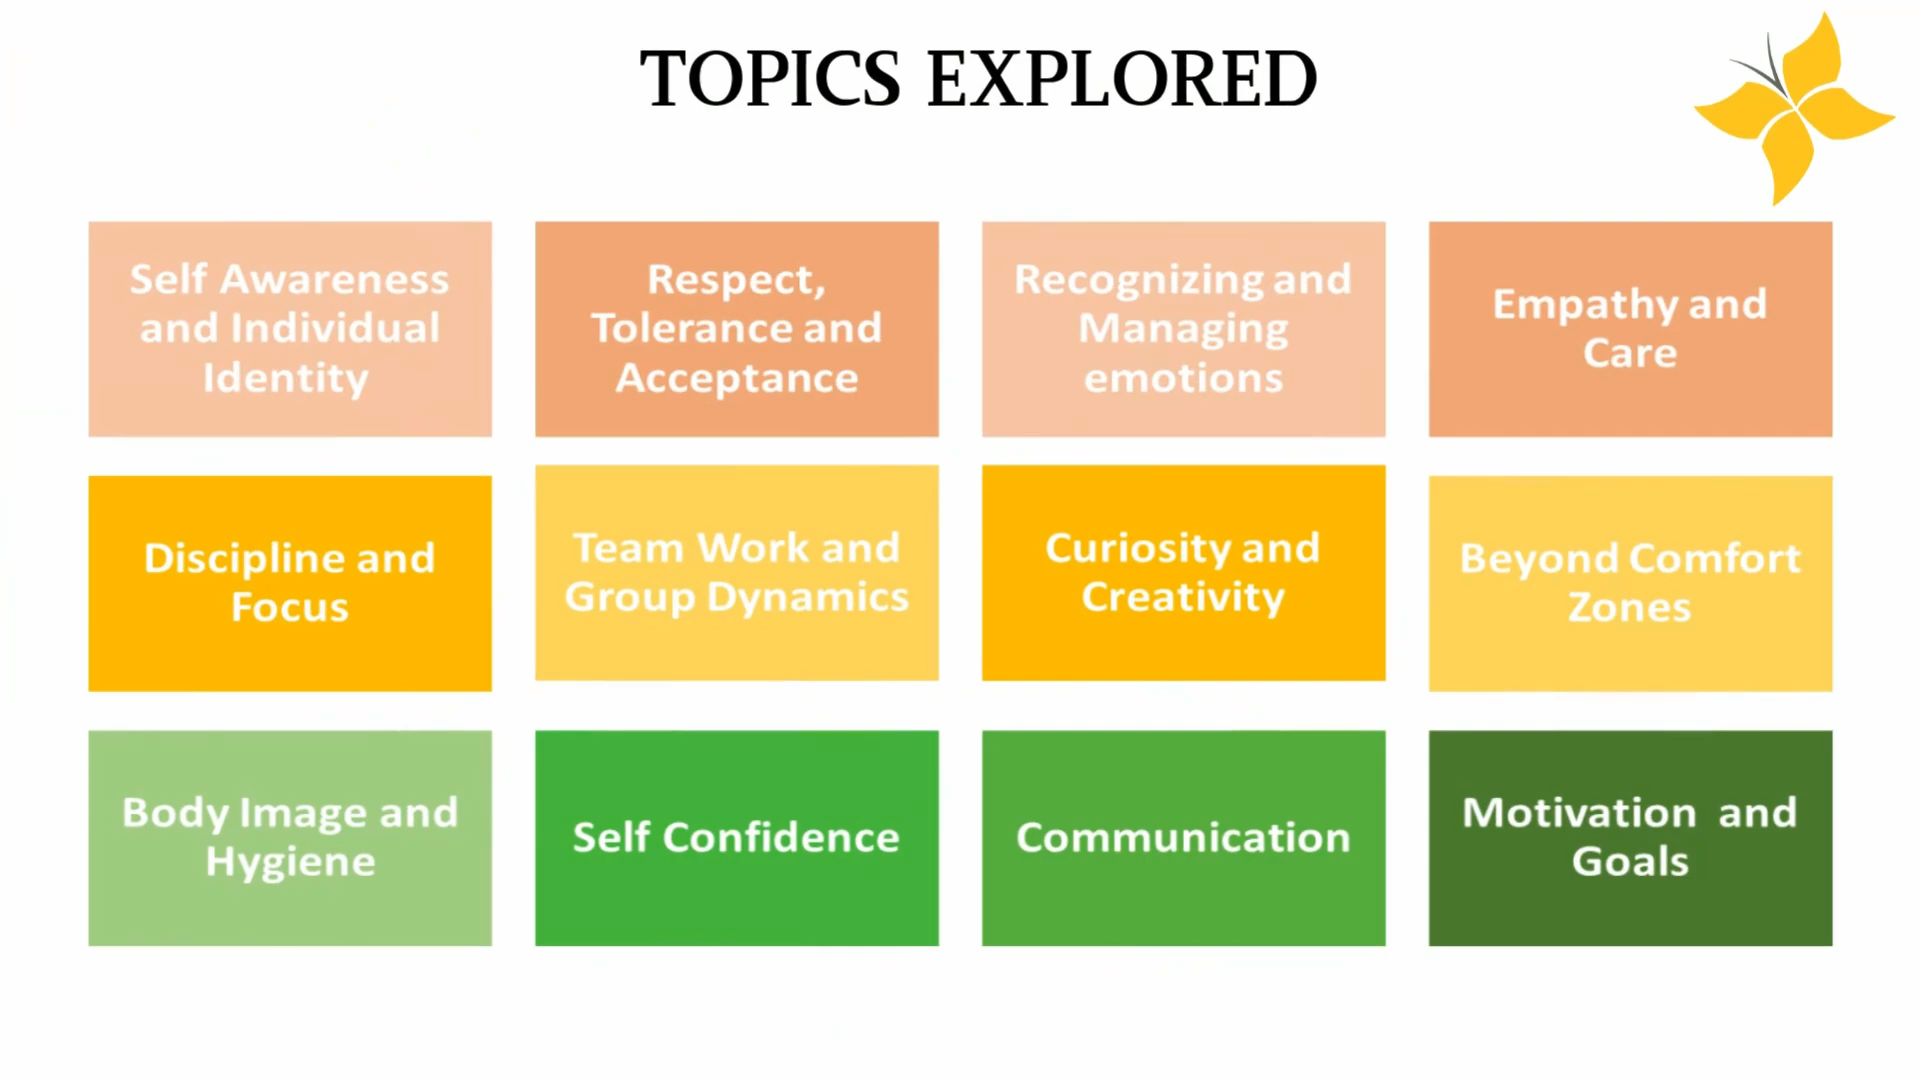 TOPICS EXPLORED
Self Awareness
and Individual
Identity
Respect,
Tolerance and
Acceptance
Recognizing and
Managing
emotions
Empathy and
Care
Discipline and
Focus
Team Work and
Group Dynamics
Curiosity and
Creativity
Beyond Comfort
Zones
Body Image and
Hygiene
Self Confidence
Communication
Motivation  and
Goals